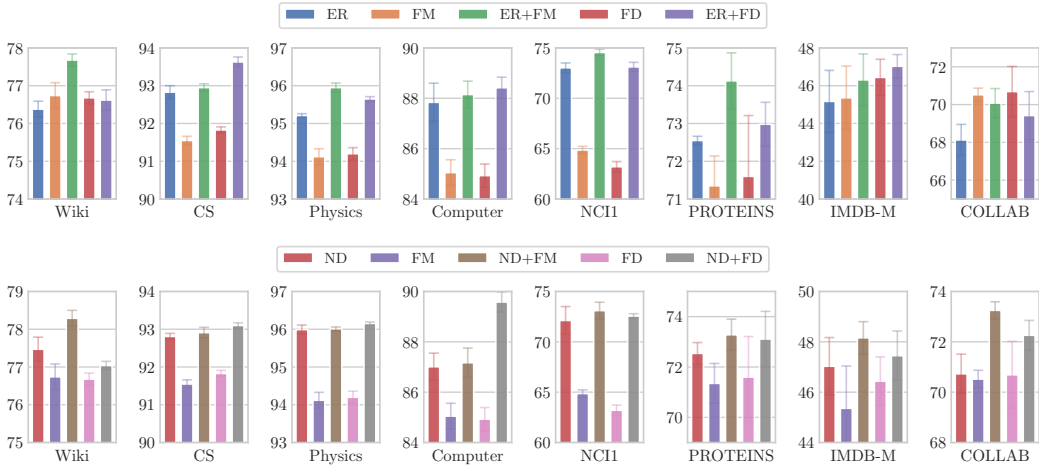 ER FM ER+FM FD ER+FD
78 77 76 75 74 Wiki
94 93 92 91 90 CS
96 95 94 93 Physics
90 88 86 84 Computer
75 70 65 60 NCI1
75 74 73 72 71 PROTEINS
48 46 44 42 40 IMDB-M
72 70 68 66 COLLAB
ND FM ND+FM FD ND+FD
79 78 77 76 75 Wiki
94 93 92 91 90 CS
97 96 95 94 93 Physics
90 88 86 84 Computer
75 70 65 60 NCI1
74 72 70 PROTEINS
50 48 46 44 IMDB-M
74 72 70 68 COLLAB